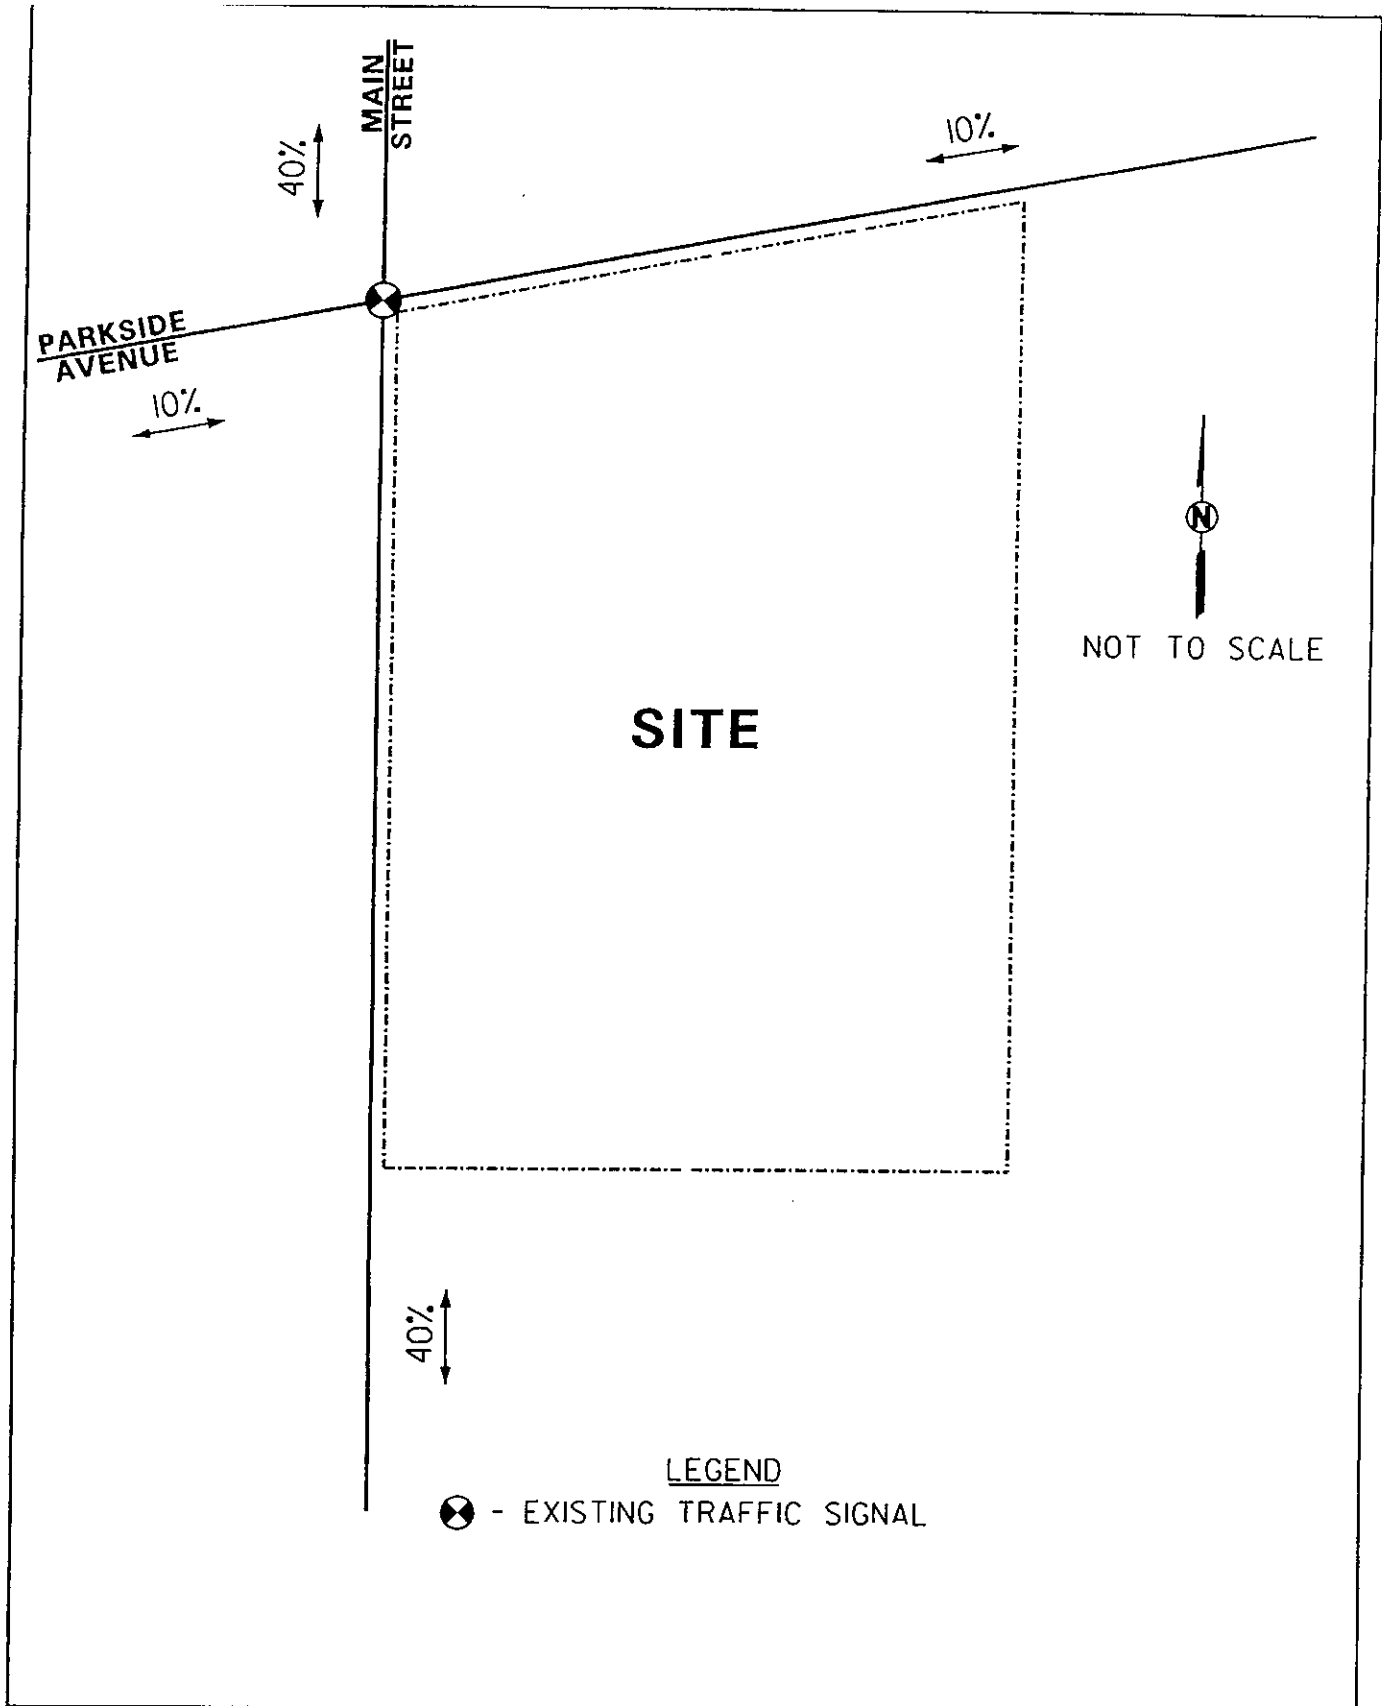 MAIN
STREET
40%
10%
PARKSIDE
AVENUE
10%
N
NOT TO SCALE
SITE
40%
LEGEND
- EXISTING TRAFFIC SIGNAL